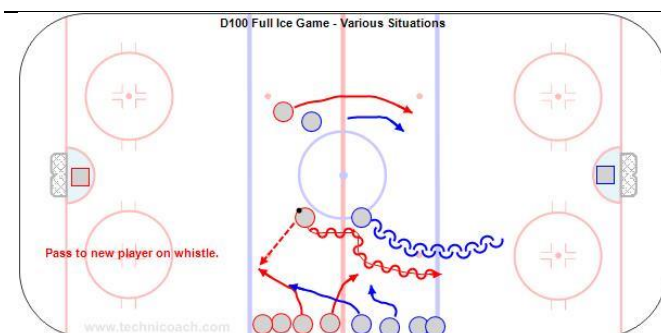 D100 Full Ice Game - Various Situations
Pass to new player on whistle.
www.technicoach.com